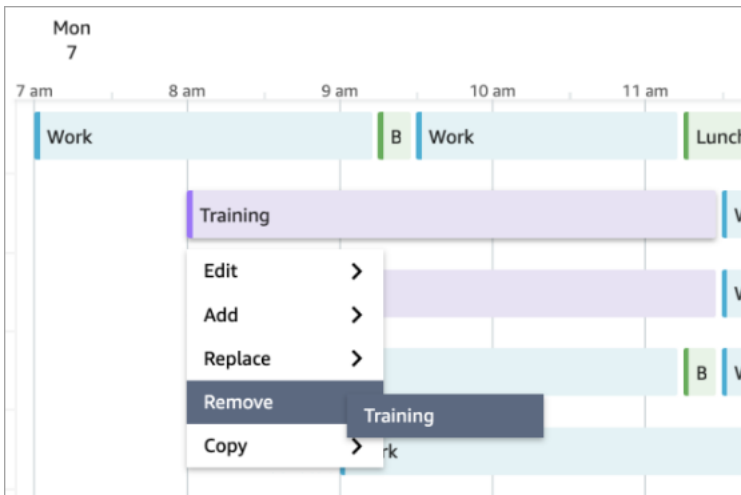 Mon
7
7 am 8 am 9 am 10 am 11 am
Work B Work
Training
Edit
Add
Replace
B
Remove
Training
Copy